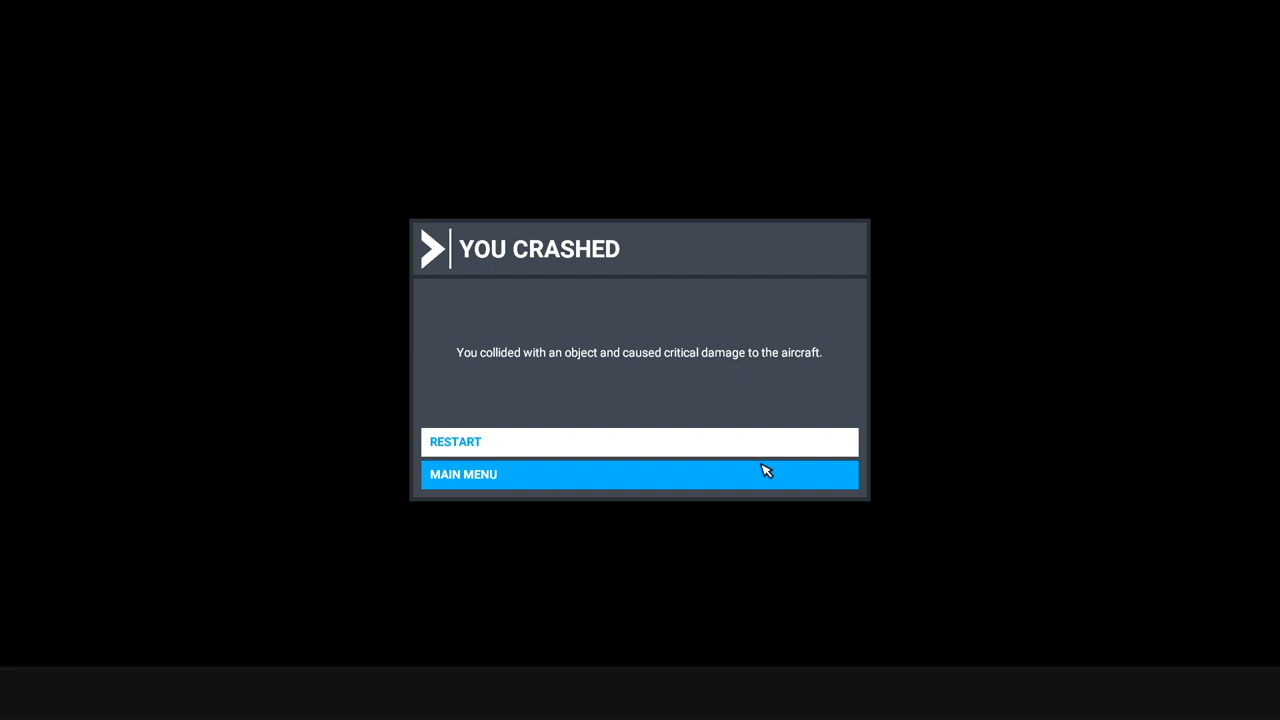 YOU CRASHED
You collided with an object and caused critical damage to the aircraft.
RESTART
MAIN MENU